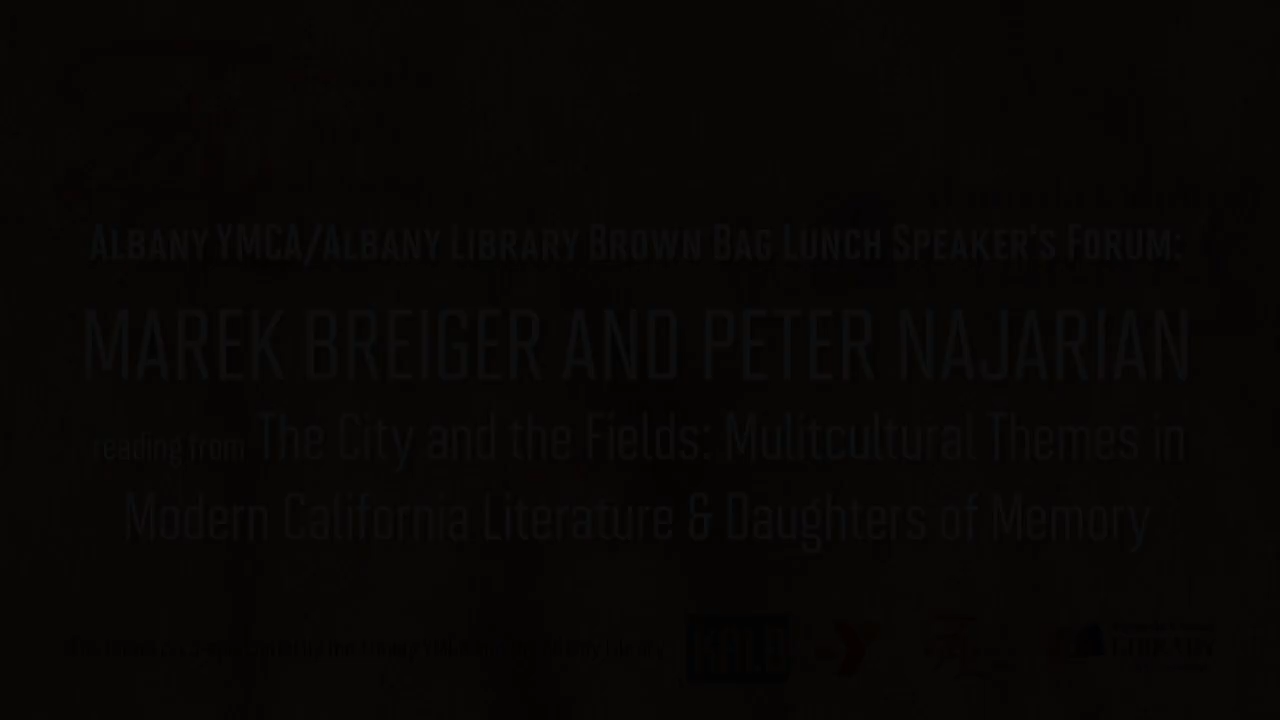 Albany YMCA/Albany Library Brown Bag Lunch Speaker's Forum:
MAREK BREIGER AND PETER NAJARIAN
reading from The City and the Fields: Mulitcultural Themes in
Modern California Literature & Daughters of Memory
KALB